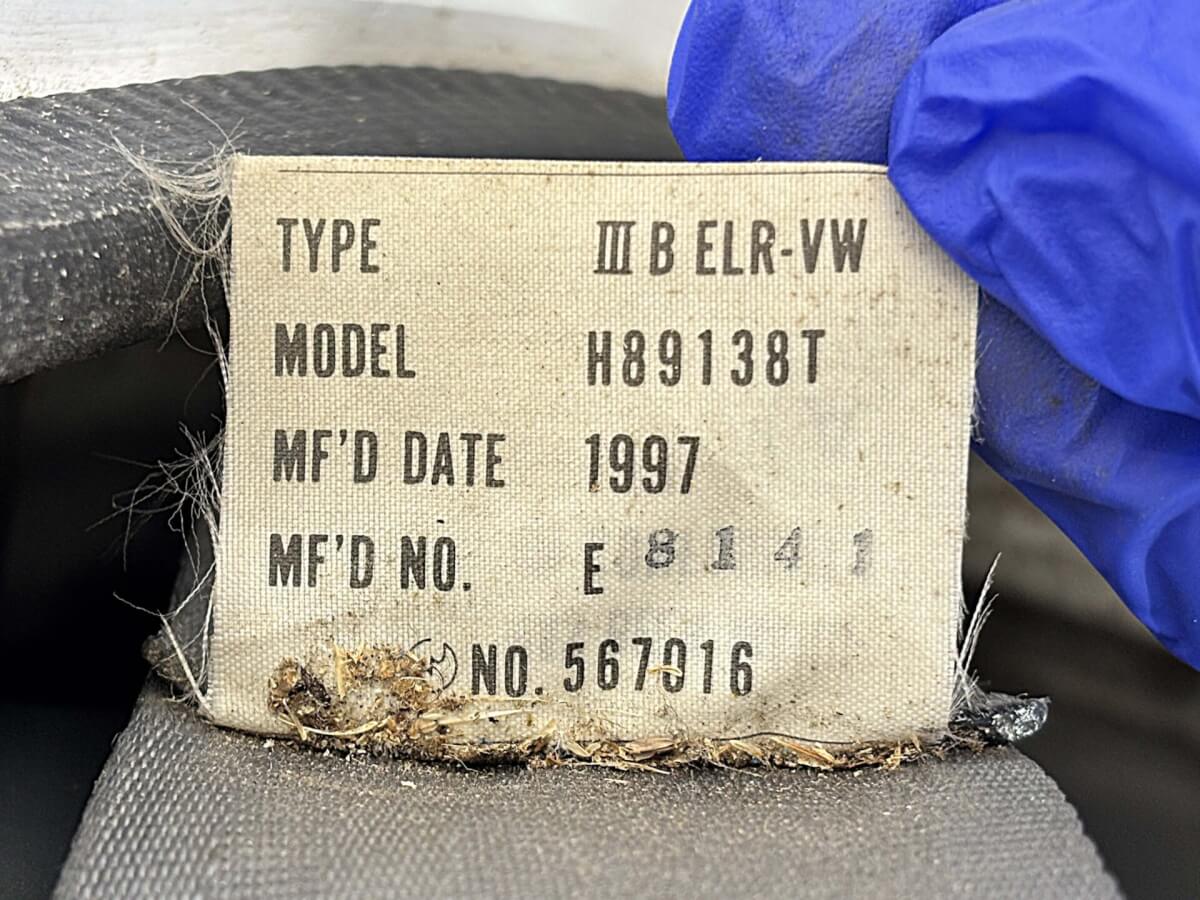 TYPE Ⅲ B ELR-VW
MODEL H89138T
MF'D DATE 1997
MF'D NO. E 8141
NO. 567016